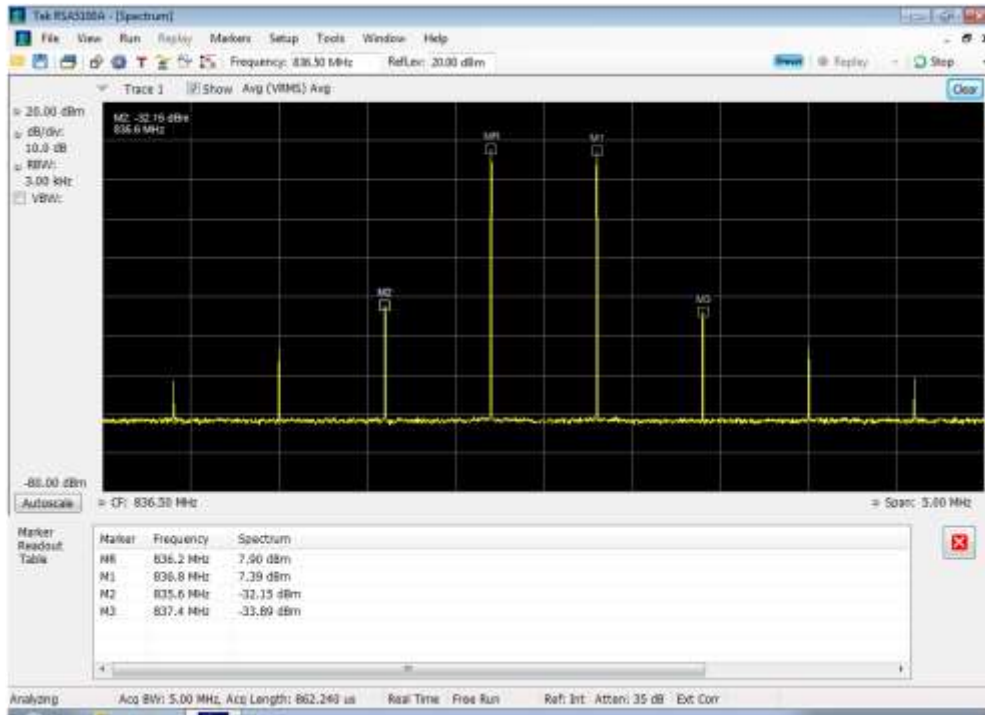 Tek RSA5100A - [Spectrum]
File View Run Replay Markers Setup Tools Window Help
Frequency: 836.50 MHz RefLev: 20.00 dBm Preset Replay Stop
Trace 1 Show Avg (VRMS) Avg Clear
20.00 dBm
dB/div:
10.0 dB
RBW:
3.00 kHz
VBW:
M2: -32.15 dBm
835.6 MHz
MR
M1
M2
M3
-80.00 dBm
Autoscale CF: 836.50 MHz Span: 5.00 MHz
Marker
Readout
Table
Marker Frequency Spectrum
MR 836.2 MHz 7.90 dBm
M1 836.8 MHz 7.39 dBm
M2 835.6 MHz -32.15 dBm
M3 837.4 MHz -33.89 dBm
Analyzing Acq BW: 5.00 MHz, Acq Length: 862.240 us Real Time Free Run Ref: Int Atten: 35 dB Ext Corr